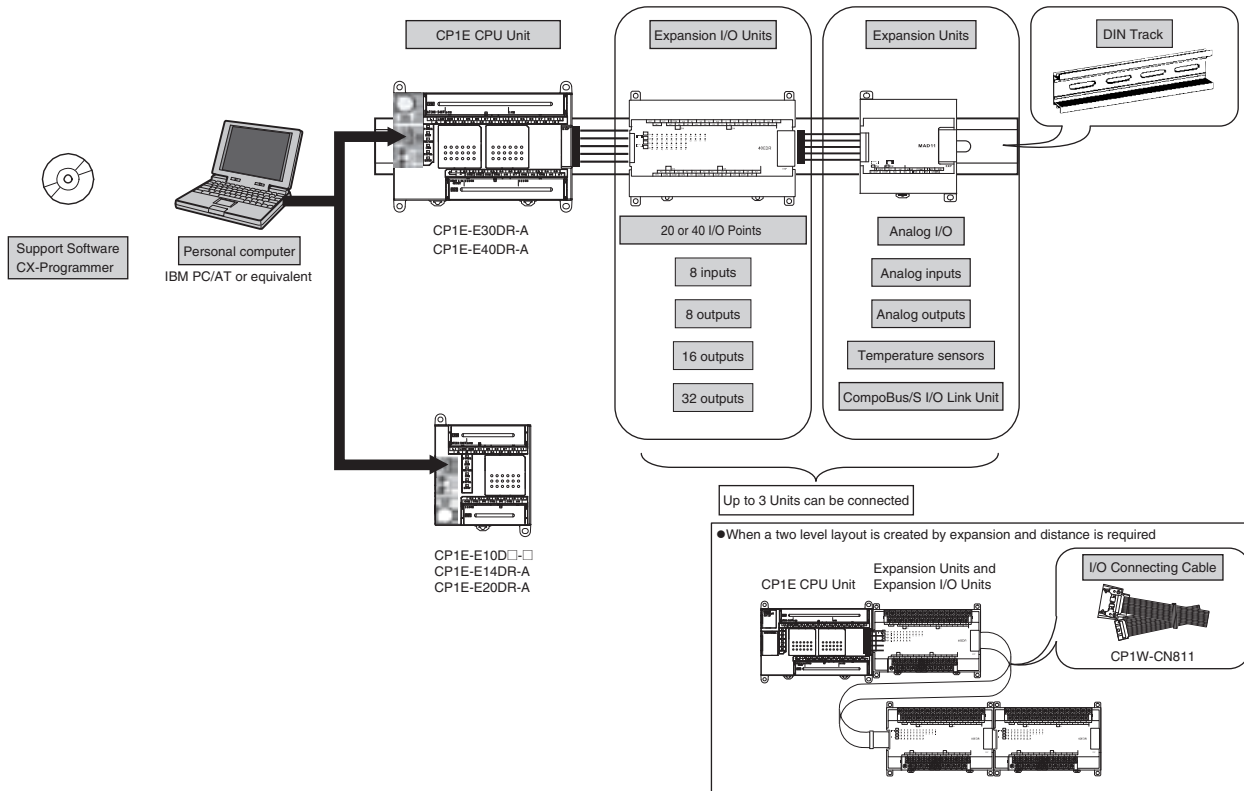 CP1E CPU Unit
Expansion I/O Units
Expansion Units
DIN Track
MAD11
Support Software
CX-Programmer
Personal computer
IBM PC/AT or equivalent
CP1E-E30DR-A
CP1E-E40DR-A
20 or 40 I/O Points
8 inputs
8 outputs
16 outputs
32 outputs
Analog I/O
Analog inputs
Analog outputs
Temperature sensors
CompoBus/S I/O Link Unit
Up to 3 Units can be connected
CP1E-E10D□-□
CP1E-E14DR-A
CP1E-E20DR-A
●When a two level layout is created by expansion and distance is required
CP1E CPU Unit
Expansion Units and
Expansion I/O Units
I/O Connecting Cable
CP1W-CN811